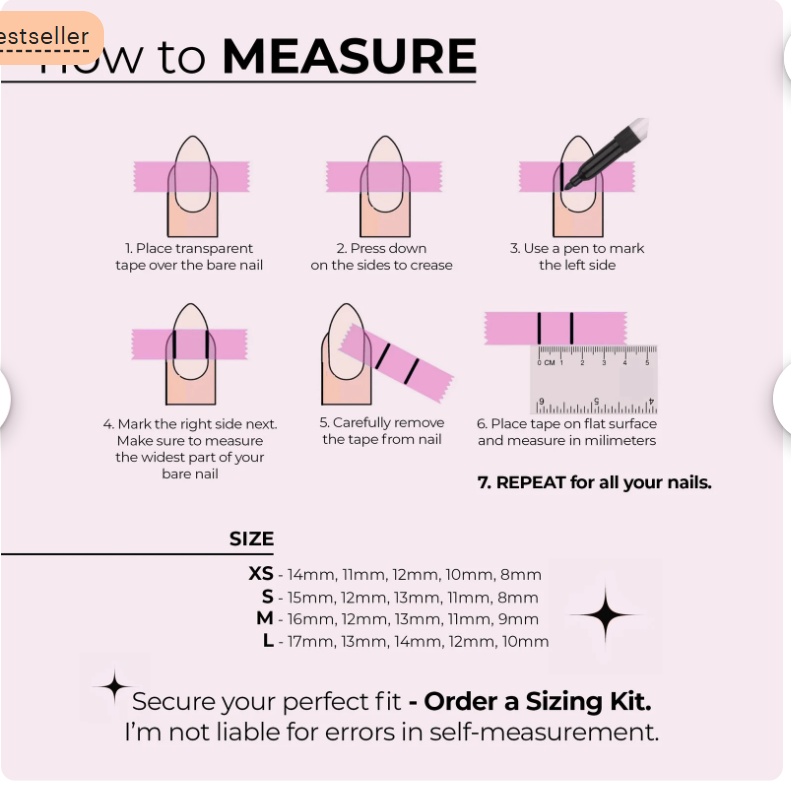 estseller
how to MEASURE
1. Place transparent
tape over the bare nail
2. Press down
on the sides to crease
3. Use a pen to mark
the left side
4. Mark the right side next.
Make sure to measure
the widest part of your
bare nail
5. Carefully remove
the tape from nail
0 CM 1 2 3 4 5
6 5 4
6. Place tape on flat surface
and measure in milimeters
7. REPEAT for all your nails.
SIZE
XS - 14mm, 11mm, 12mm, 10mm, 8mm
S - 15mm, 12mm, 13mm, 11mm, 8mm
M - 16mm, 12mm, 13mm, 11mm, 9mm
L - 17mm, 13mm, 14mm, 12mm, 10mm
Secure your perfect fit - Order a Sizing Kit.
I'm not liable for errors in self-measurement.